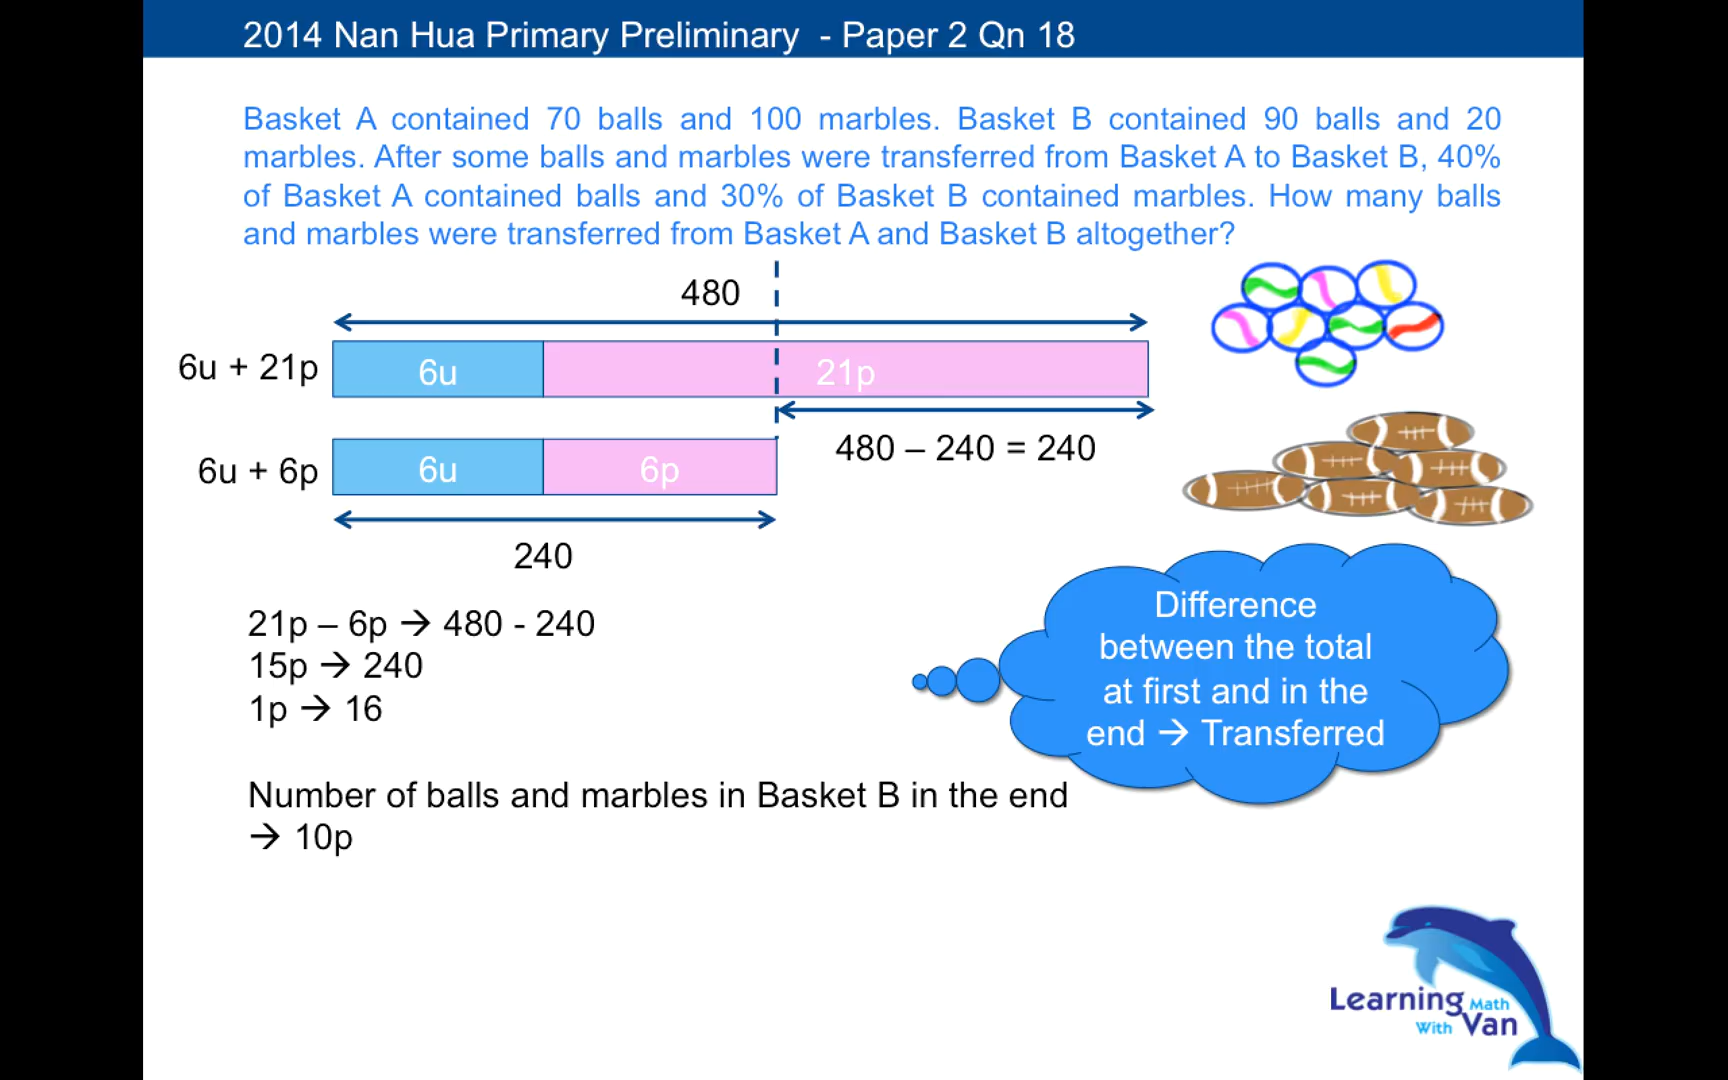 2014 Nan Hua Primary Preliminary - Paper 2 Qn 18
Basket A contained 70 balls and 100 marbles. Basket B contained 90 balls and 20
marbles. After some balls and marbles were transferred from Basket A to Basket B, 40%
of Basket A contained balls and 30% of Basket B contained marbles. How many balls
and marbles were transferred from Basket A and Basket B altogether?
480
6u + 21p
6u
21p
480 – 240 = 240
6u + 6p
6u
6p
240
21p – 6p → 480 - 240
15p → 240
1p → 16
Difference
between the total
at first and in the
end → Transferred
Number of balls and marbles in Basket B in the end
→ 10p
Learning Math
With Van